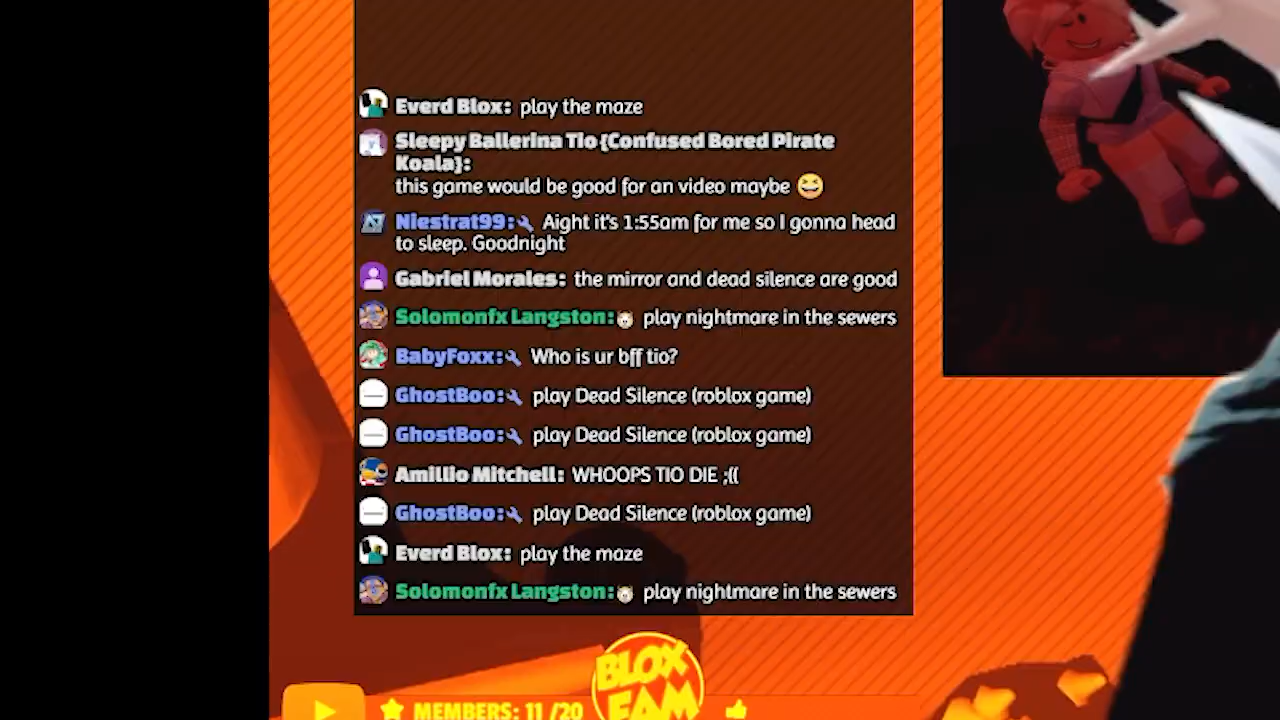 Everd Blox: play the maze
Sleepy Ballerina Tio {Confused Bored Pirate
Koala}:
this game would be good for an video maybe 😆
Niestrat99: Aight it's 1:55am for me so I gonna head
to sleep. Goodnight
Gabriel Morales: the mirror and dead silence are good
Solomonfx Langston: play nightmare in the sewers
BabyFoxx: Who is ur bff tio?
GhostBoo: play Dead Silence (roblox game)
GhostBoo: play Dead Silence (roblox game)
Amillio Mitchell: WHOOPS TIO DIE ;((
GhostBoo: play Dead Silence (roblox game)
Everd Blox: play the maze
Solomonfx Langston: play nightmare in the sewers
BLOX
FAM
MEMBERS: 11 /20